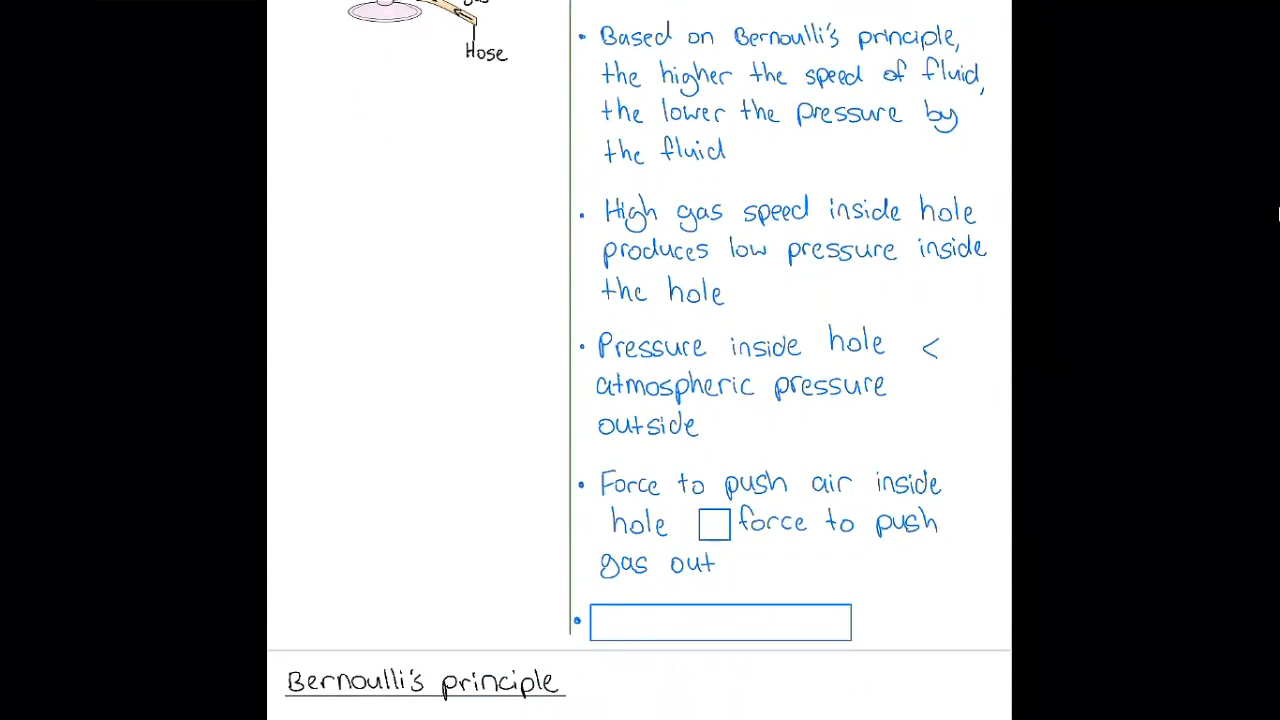 Hose
• Based on Bernoulli's principle,
the higher the speed of fluid,
the lower the pressure by
the fluid
• High gas speed inside hole
produces low pressure inside
the hole
• Pressure inside hole <
atmospheric pressure
outside
• Force to push air inside
hole force to push
gas out
Bernoulli's principle